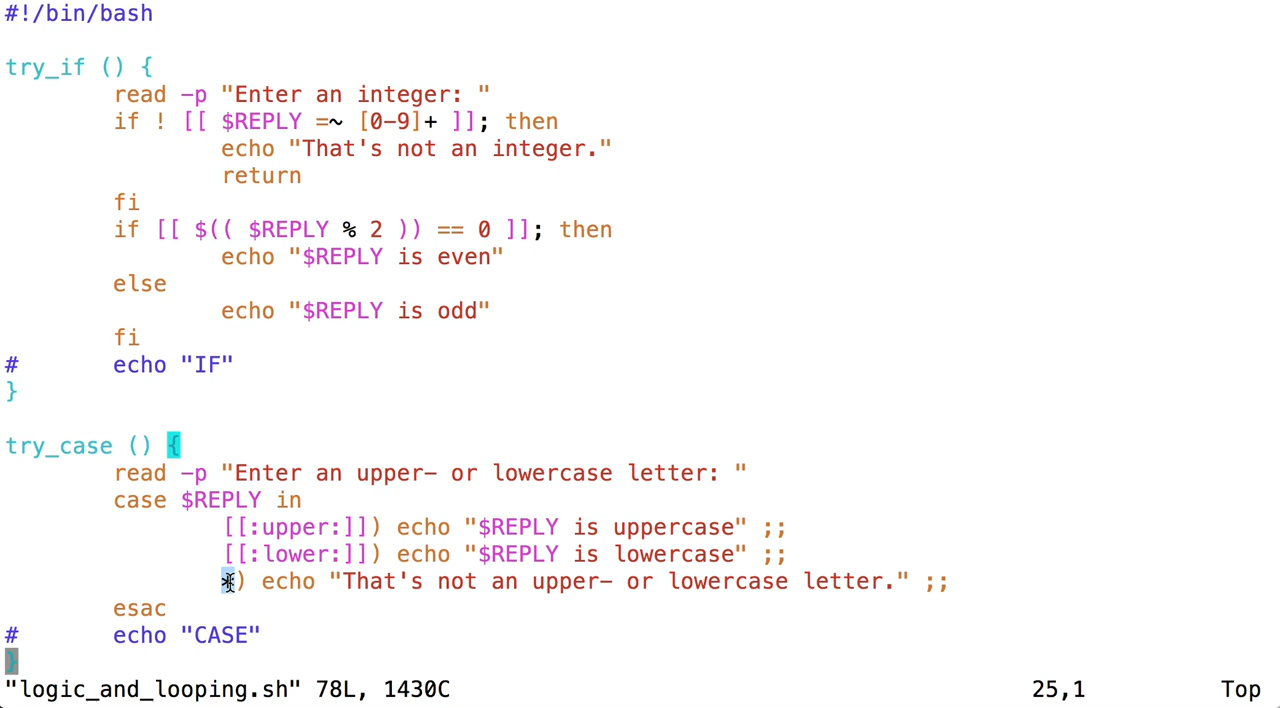 #!/bin/bash

try_if () {
        read -p "Enter an integer: "
        if ! [[ $REPLY =~ [0-9]+ ]]; then
                echo "That's not an integer."
                return
        fi
        if [[ $(( $REPLY % 2 )) == 0 ]]; then
                echo "$REPLY is even"
        else
                echo "$REPLY is odd"
        fi
#       echo "IF"
}

try_case () {
        read -p "Enter an upper- or lowercase letter: "
        case $REPLY in
                [[:upper:]]) echo "$REPLY is uppercase" ;;
                [[:lower:]]) echo "$REPLY is lowercase" ;;
                *) echo "That's not an upper- or lowercase letter." ;;
        esac
#       echo "CASE"
}
"logic_and_looping.sh" 78L, 1430C 25,1 Top